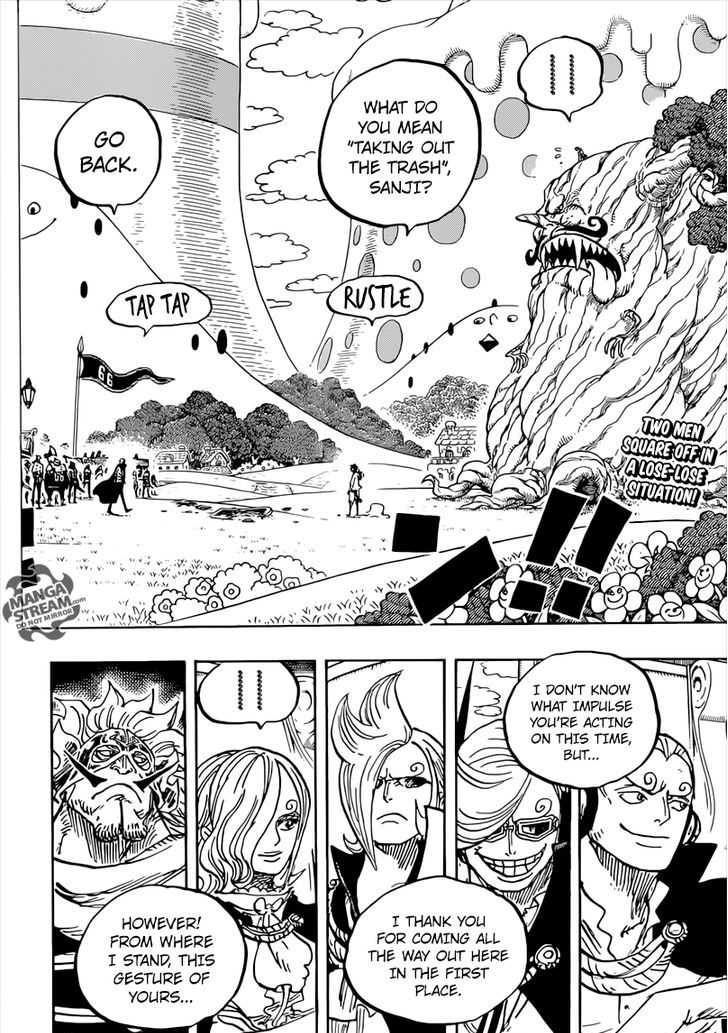 !!
WHAT DO
YOU MEAN
"TAKING OUT
THE TRASH",
SANJI?
GO
BACK.
TAP TAP
RUSTLE
66
TWO MEN
SQUARE OFF IN
A LOSE-LOSE
SITUATION!
MANGA
STREAM.COM
DO NOT MIRROR
I DON'T KNOW
WHAT IMPULSE
YOU'RE ACTING
ON THIS TIME,
BUT...
I THANK YOU
FOR COMING ALL
THE WAY OUT HERE
IN THE FIRST
PLACE.
HOWEVER!
FROM WHERE
I STAND, THIS
GESTURE OF
YOURS...